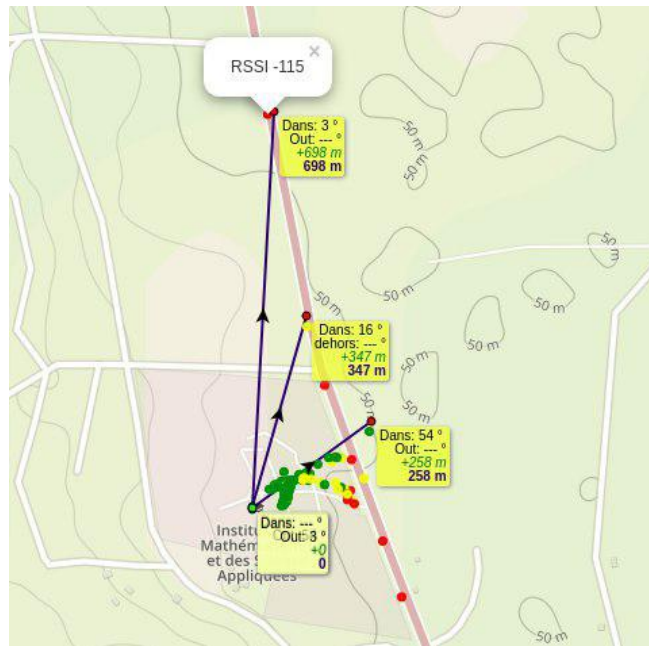 RSSI -115
×
Dans: 3 °
Out: --- °
+698 m
698 m
50 m
50 m
50 m
50 m
50 m
Dans: 16 °
dehors: --- °
+347 m
347 m
50 m
50 m
50 m
50 m
Dans: 54 °
Out: --- °
+258 m
258 m
Dans: --- °
Out: 3 °
+0
0
Institu
Mathém
et des S
Appliquées
50 m